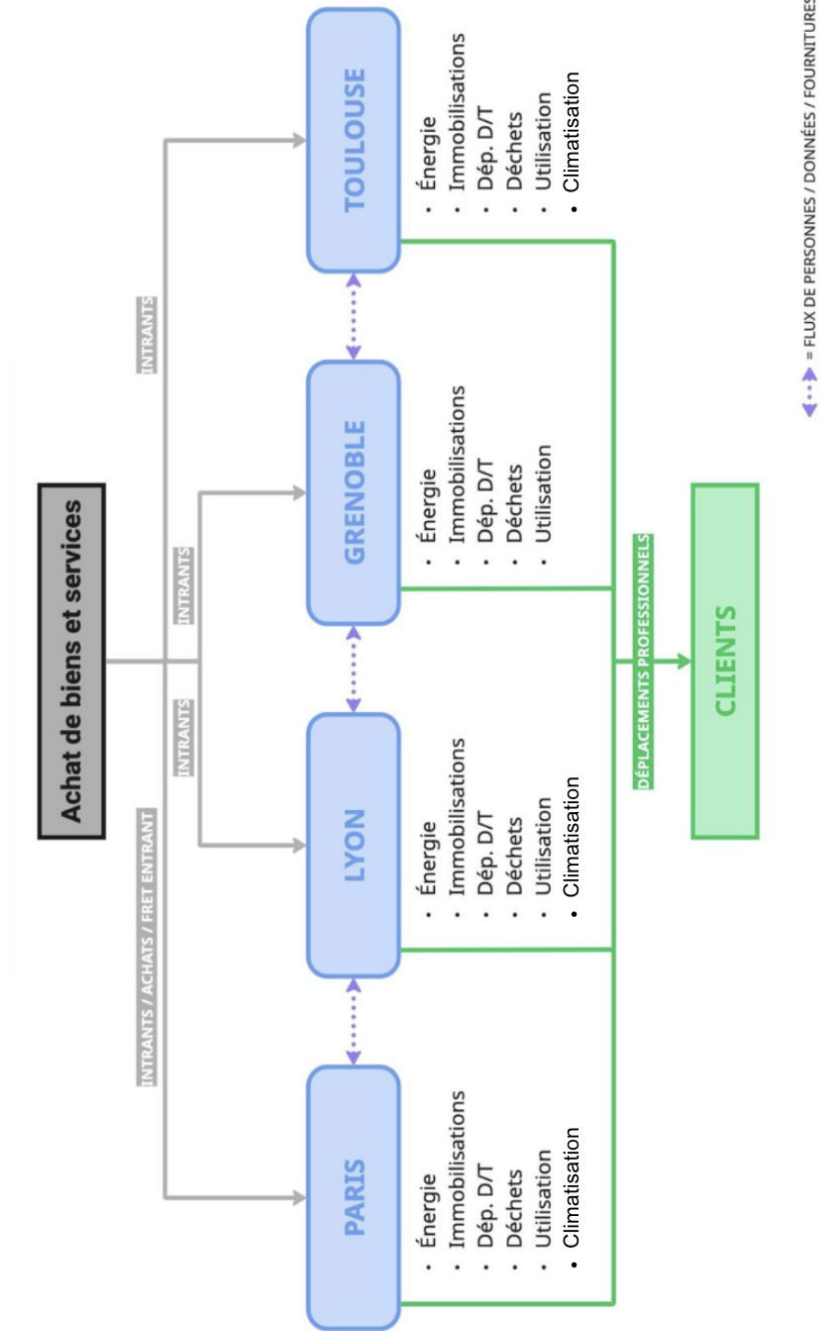 Achat de biens et services
INTRANTS / ACHATS / FRET ENTRANT
INTRANTS
INTRANTS
INTRANTS
PARIS
• Énergie
• Immobilisations
• Dép. D/T
• Déchets
• Utilisation
• Climatisation
LYON
• Énergie
• Immobilisations
• Dép. D/T
• Déchets
• Utilisation
• Climatisation
GRENOBLE
• Énergie
• Immobilisations
• Dép. D/T
• Déchets
• Utilisation
TOULOUSE
• Énergie
• Immobilisations
• Dép. D/T
• Déchets
• Utilisation
• Climatisation
DÉPLACEMENTS PROFESSIONNELS
CLIENTS
= FLUX DE PERSONNES / DONNÉES / FOURNITURES